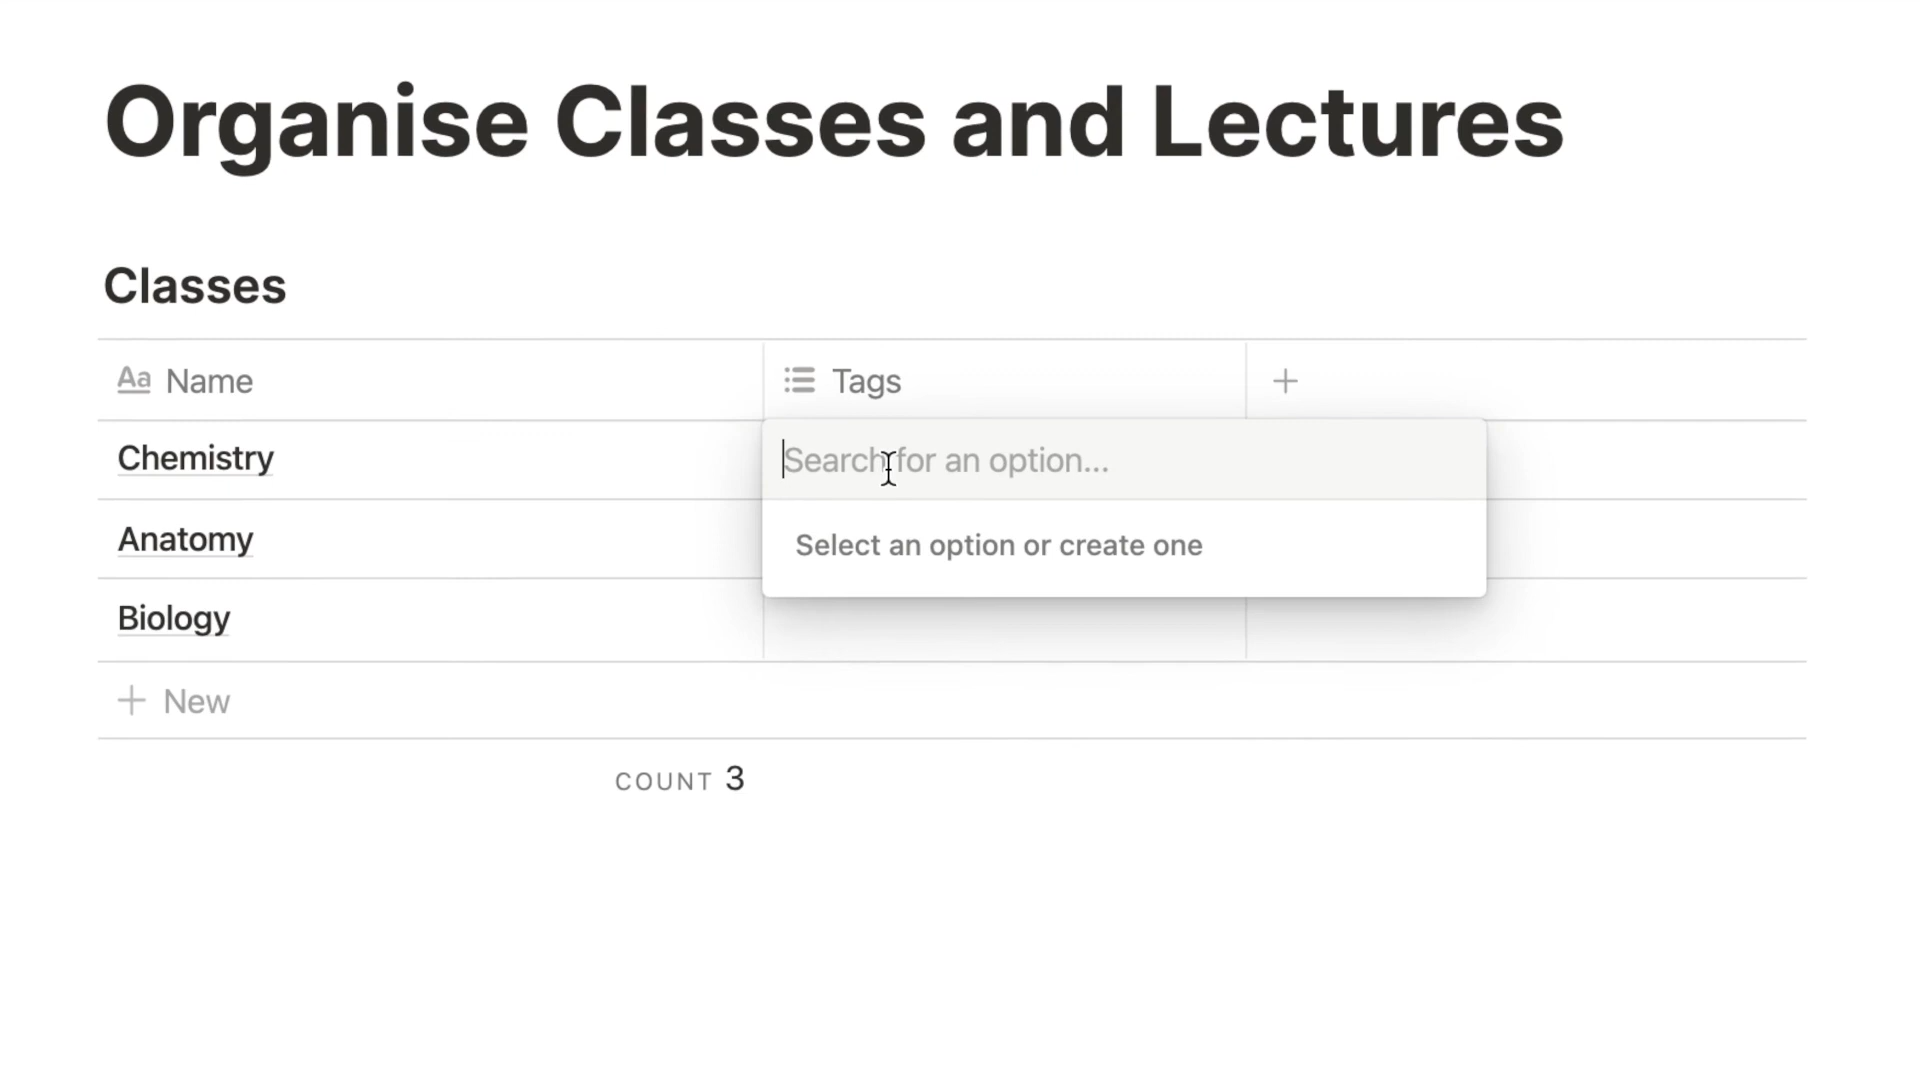 Organise Classes and Lectures
Classes
Aa Name
Tags
Chemistry
Search for an option...
Select an option or create one
Anatomy
Biology
+ New
COUNT 3